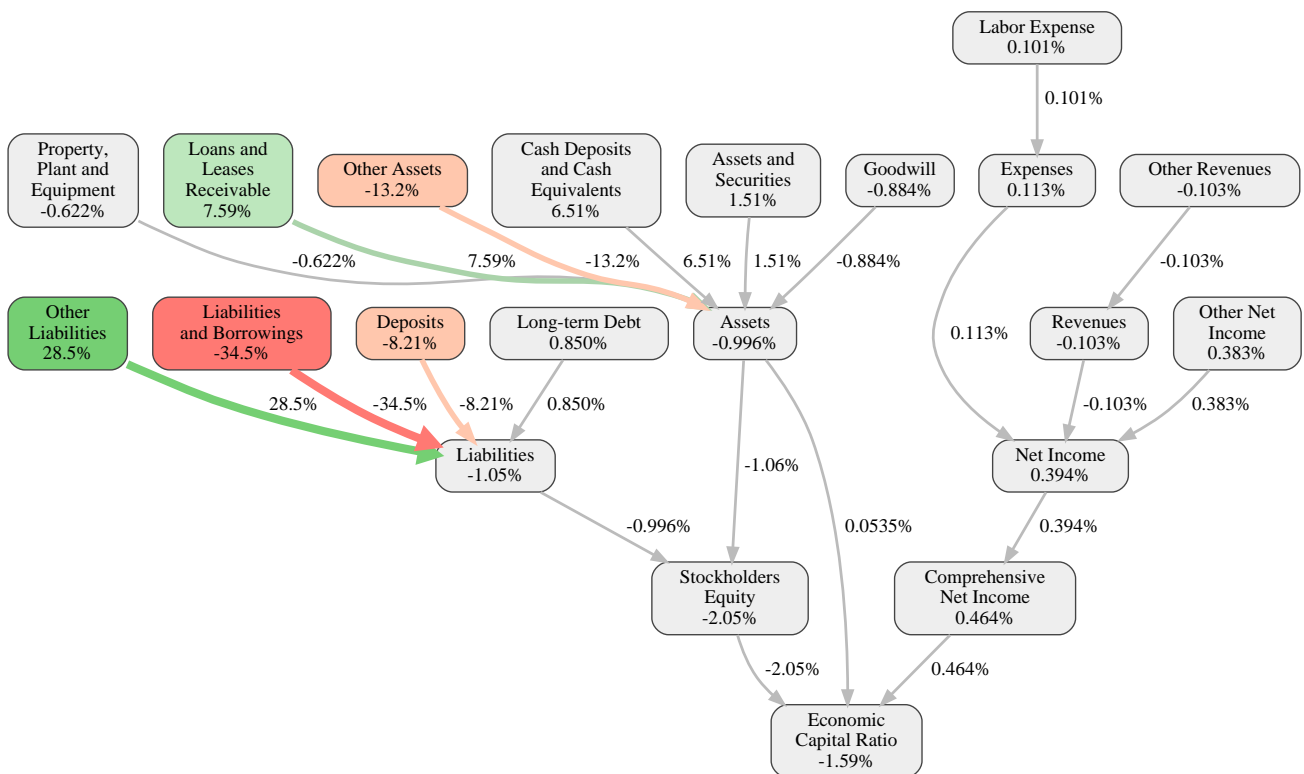 Labor Expense
0.101%
0.101%
Property,
Plant and
Equipment
-0.622%
Loans and
Leases
Receivable
7.59%
Other Assets
-13.2%
Cash Deposits
and Cash
Equivalents
6.51%
Assets and
Securities
1.51%
Goodwill
-0.884%
Expenses
0.113%
Other Revenues
-0.103%
-0.622%
7.59%
-13.2%
6.51%
1.51%
-0.884%
-0.103%
Other
Liabilities
28.5%
Liabilities
and Borrowings
-34.5%
Deposits
-8.21%
Long-term Debt
0.850%
Assets
-0.996%
0.113%
Revenues
-0.103%
Other Net
Income
0.383%
28.5%
-34.5%
-8.21%
0.850%
-0.103%
0.383%
Liabilities
-1.05%
-1.06%
Net Income
0.394%
-0.996%
0.0535%
0.394%
Stockholders
Equity
-2.05%
Comprehensive
Net Income
0.464%
-2.05%
0.464%
Economic
Capital Ratio
-1.59%